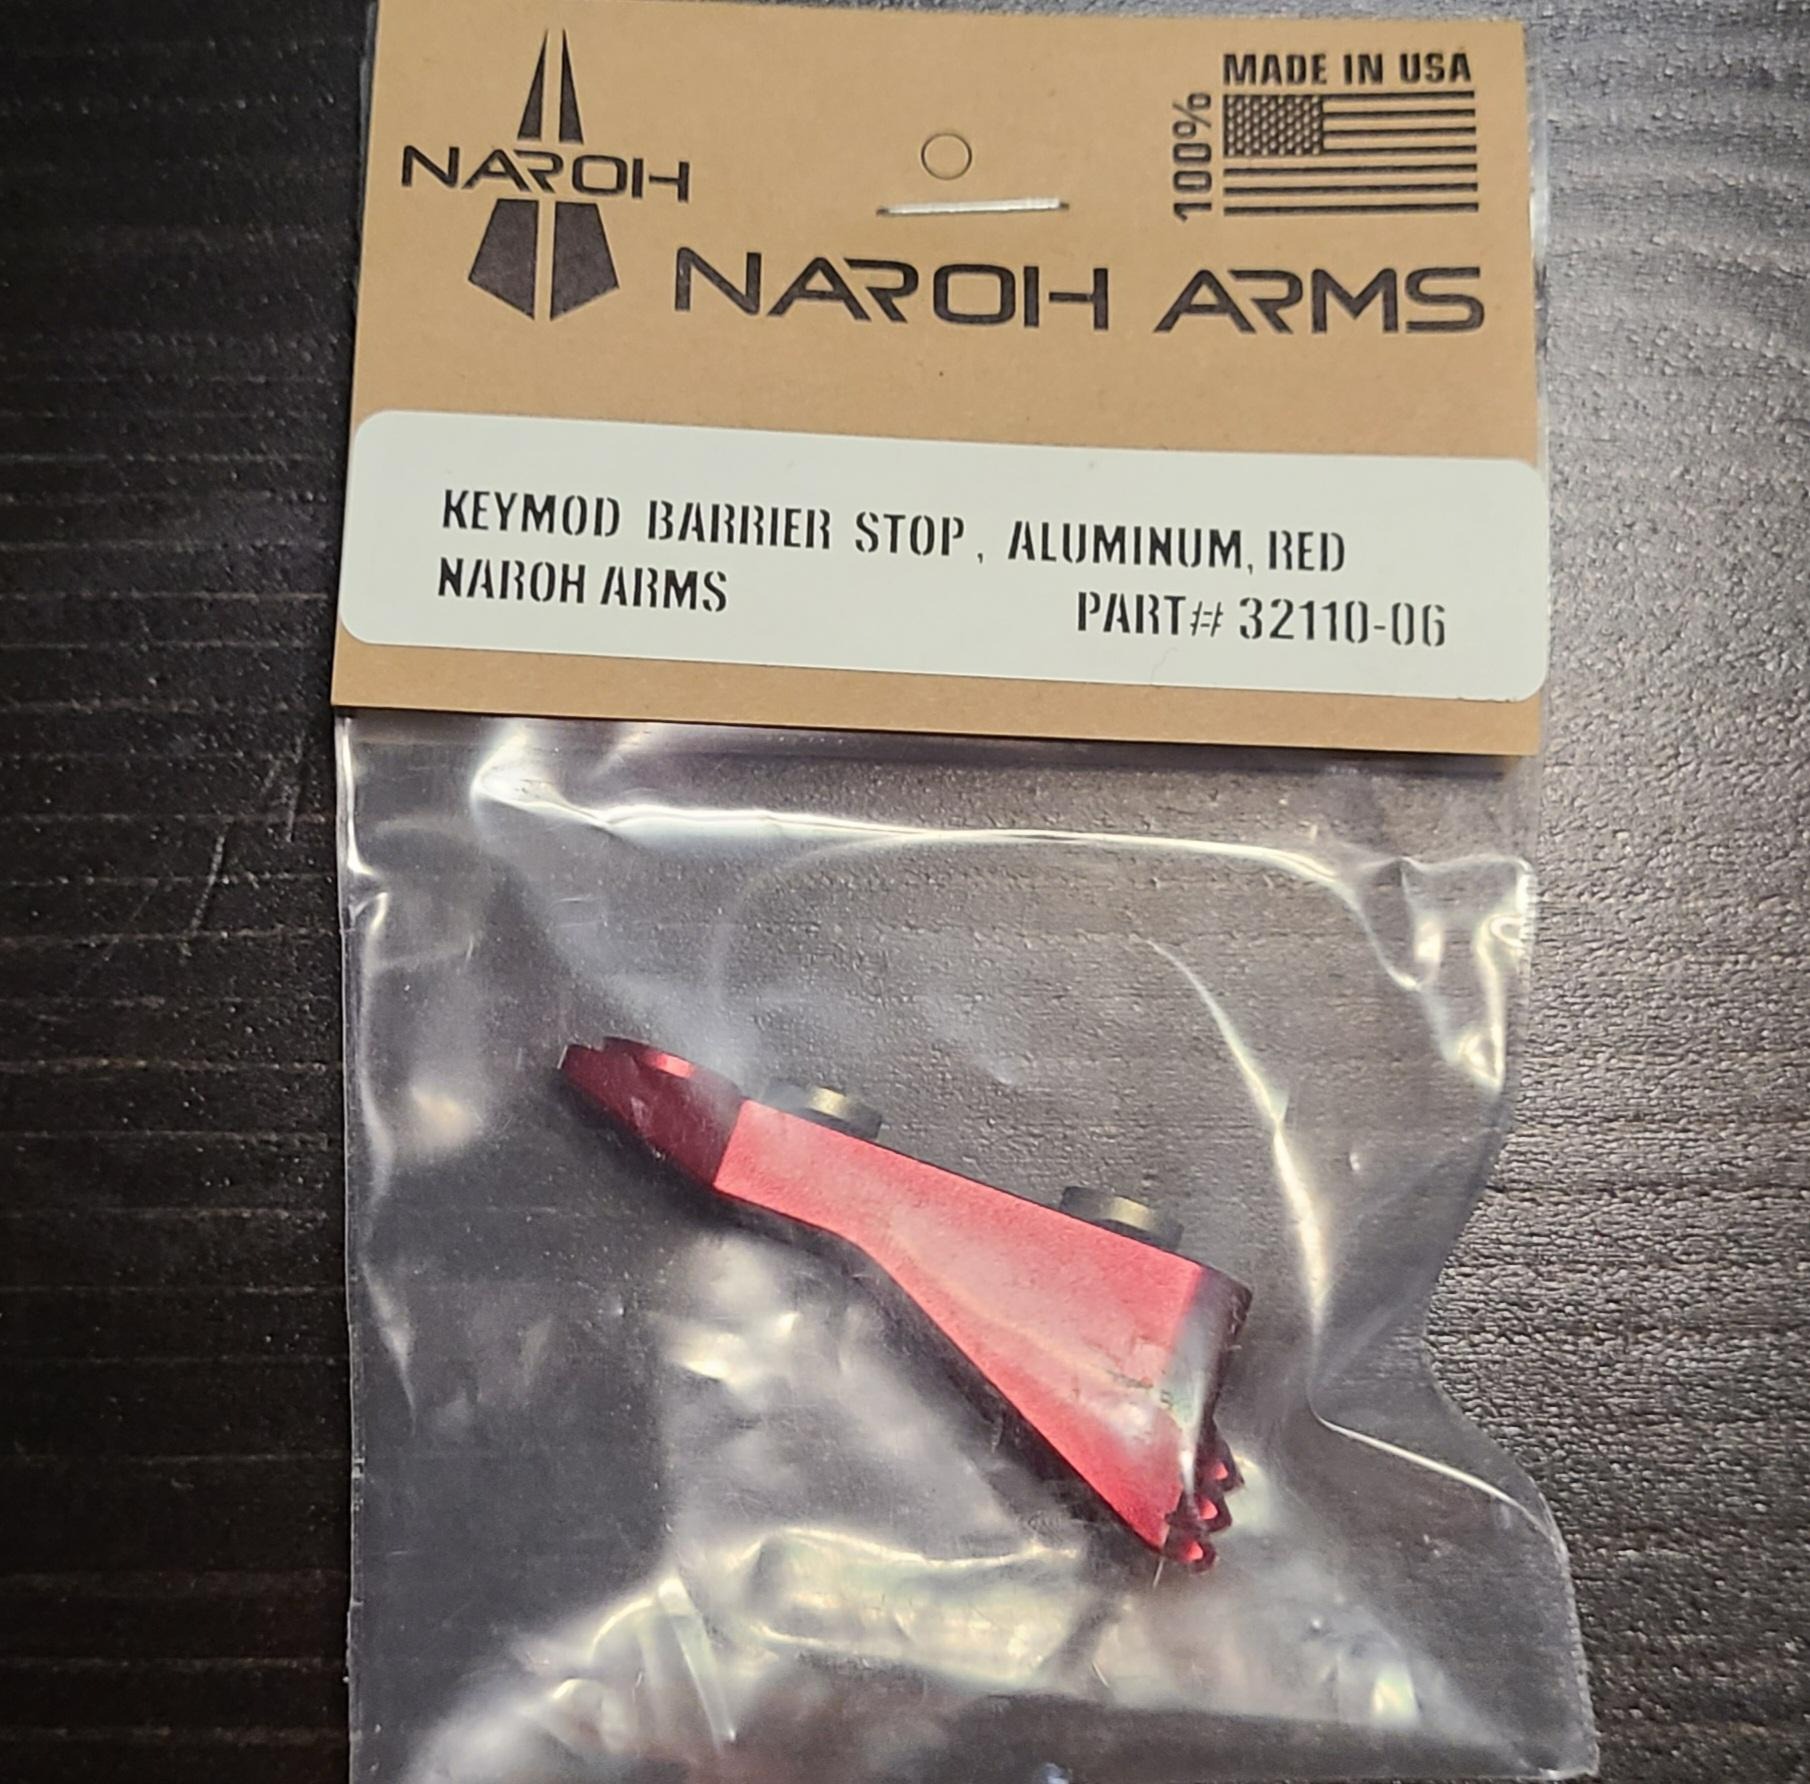 NAROH
100%
MADE IN USA
NAROH ARMS
KEYMOD BARRIER STOP, ALUMINUM, RED
NAROH ARMS PART# 32110-06